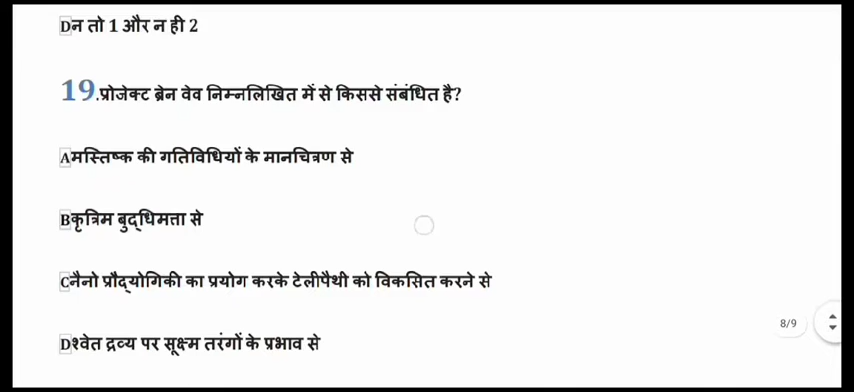 Dन तो 1 और न ही 2
19.प्रोजेक्ट ब्रेन वेव निम्नलिखित में से किससे संबंधित है?
Aमस्तिष्क की गतिविधियों के मानचित्रण से
Bकृत्रिम बुद्धिमत्ता से
Cनैनो प्रौद्योगिकी का प्रयोग करके टेलीपैथी को विकसित करने से
8/9
Dश्वेत द्रव्य पर सूक्ष्म तरंगों के प्रभाव से